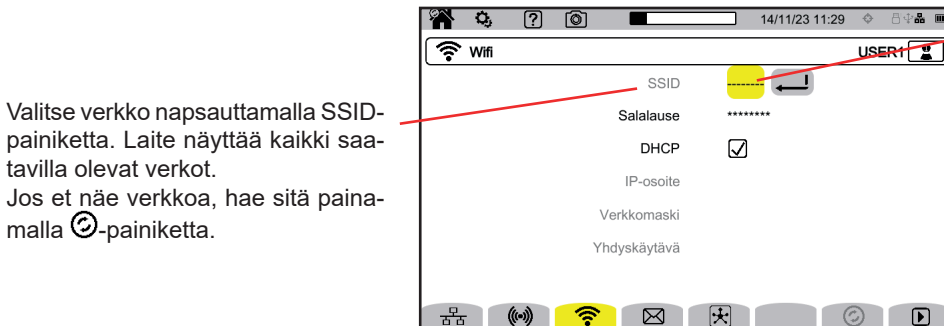 14/11/23 11:29
Wifi USER1
SSID -------
Salalause ********
DHCP
IP-osoite
Verkkomaski
Yhdyskäytävä
Valitse verkko napsauttamalla SSID-
painiketta. Laite näyttää kaikki saa-
tavilla olevat verkot.
Jos et näe verkkoa, hae sitä paina-
malla -painiketta.